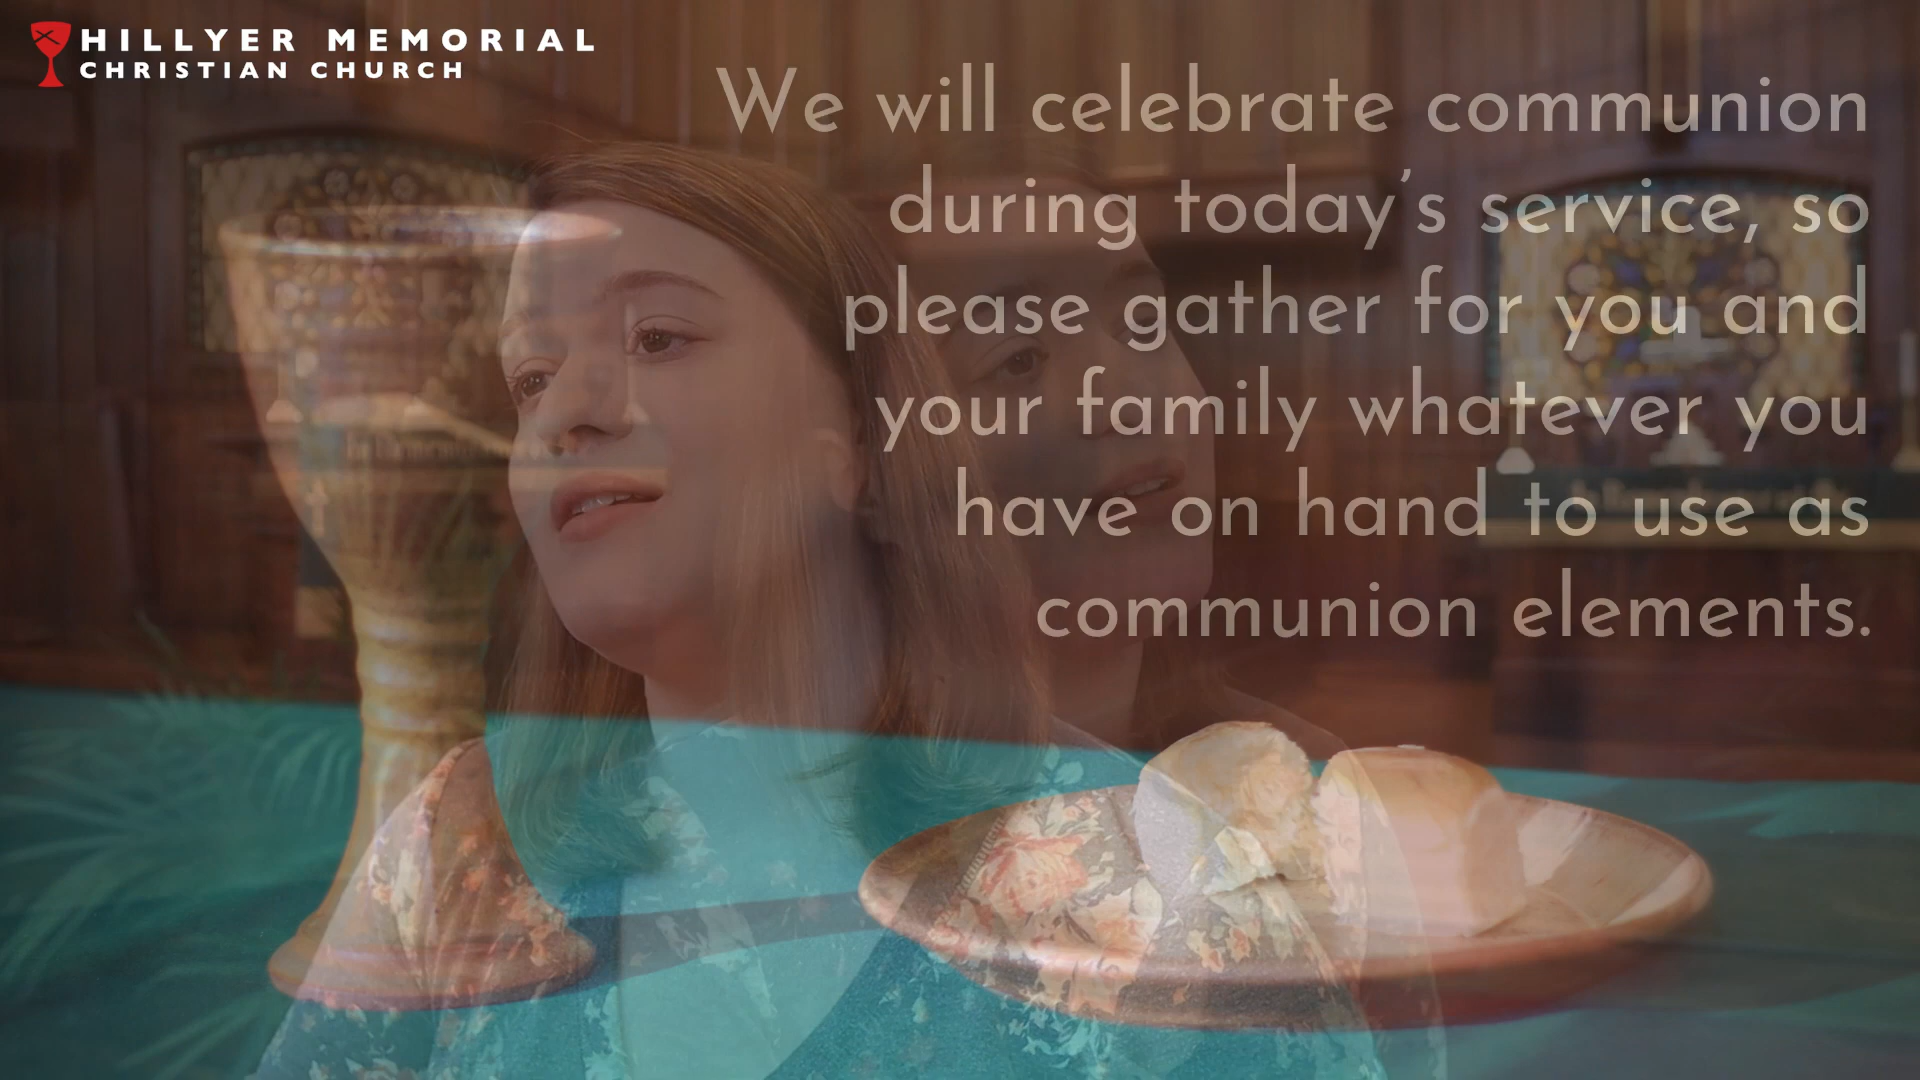 HILLYER MEMORIAL
CHRISTIAN CHURCH
We will celebrate communion
during today’s service, so
please gather for you and
your family whatever you
have on hand to use as
communion elements.